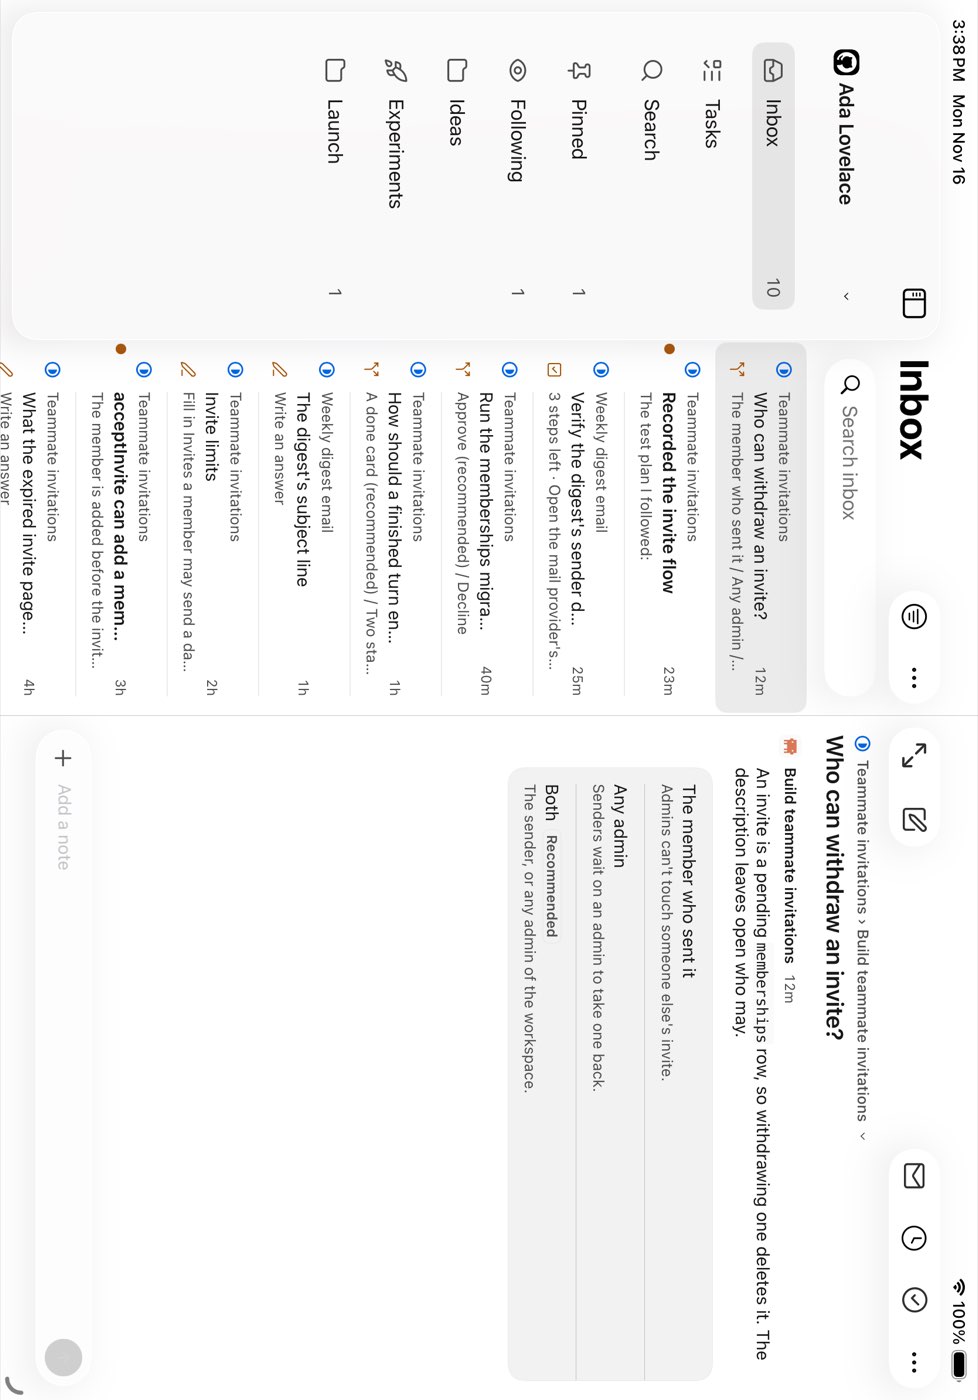 3:38 PM Mon Nov 16
100%
Ada Lovelace
Inbox 10
Tasks
Search
Pinned 1
Following 1
Ideas
Experiments
Launch 1
Inbox
Search inbox
Teammate invitations
Who can withdraw an invite? 12m
The member who sent it / Any admin /...
Teammate invitations
Recorded the invite flow 23m
The test plan I followed:
Weekly digest email
Verify the digest's sender d... 25m
3 steps left · Open the mail provider's...
Teammate invitations
Run the memberships migra... 40m
Approve (recommended) / Decline
Teammate invitations
How should a finished turn en... 1h
A done card (recommended) / Two sta...
Weekly digest email
The digest's subject line 1h
Write an answer
Teammate invitations
Invite limits 2h
Fill in Invites a member may send a da...
Teammate invitations
acceptInvite can add a mem... 3h
The member is added before the invit...
Teammate invitations
What the expired invite page... 4h
Write an answer
Teammate invitations › Build teammate invitations
Who can withdraw an invite?
Build teammate invitations 12m
An invite is a pending memberships row, so withdrawing one deletes it. The
description leaves open who may.
The member who sent it
Admins can't touch someone else's invite.
Any admin
Senders wait on an admin to take one back.
Both Recommended
The sender, or any admin of the workspace.
Add a note